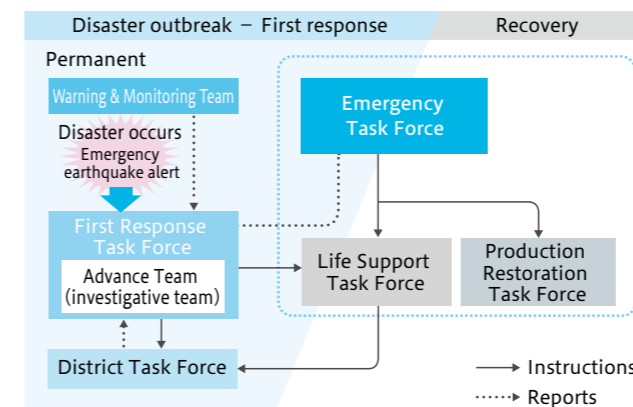 Disaster outbreak – First response
Recovery
Permanent
Warning & Monitoring Team
Disaster occurs
Emergency
earthquake alert
First Response
Task Force
Advance Team
(investigative team)
District Task Force
Emergency
Task Force
Life Support
Task Force
Production
Restoration
Task Force
Instructions
Reports